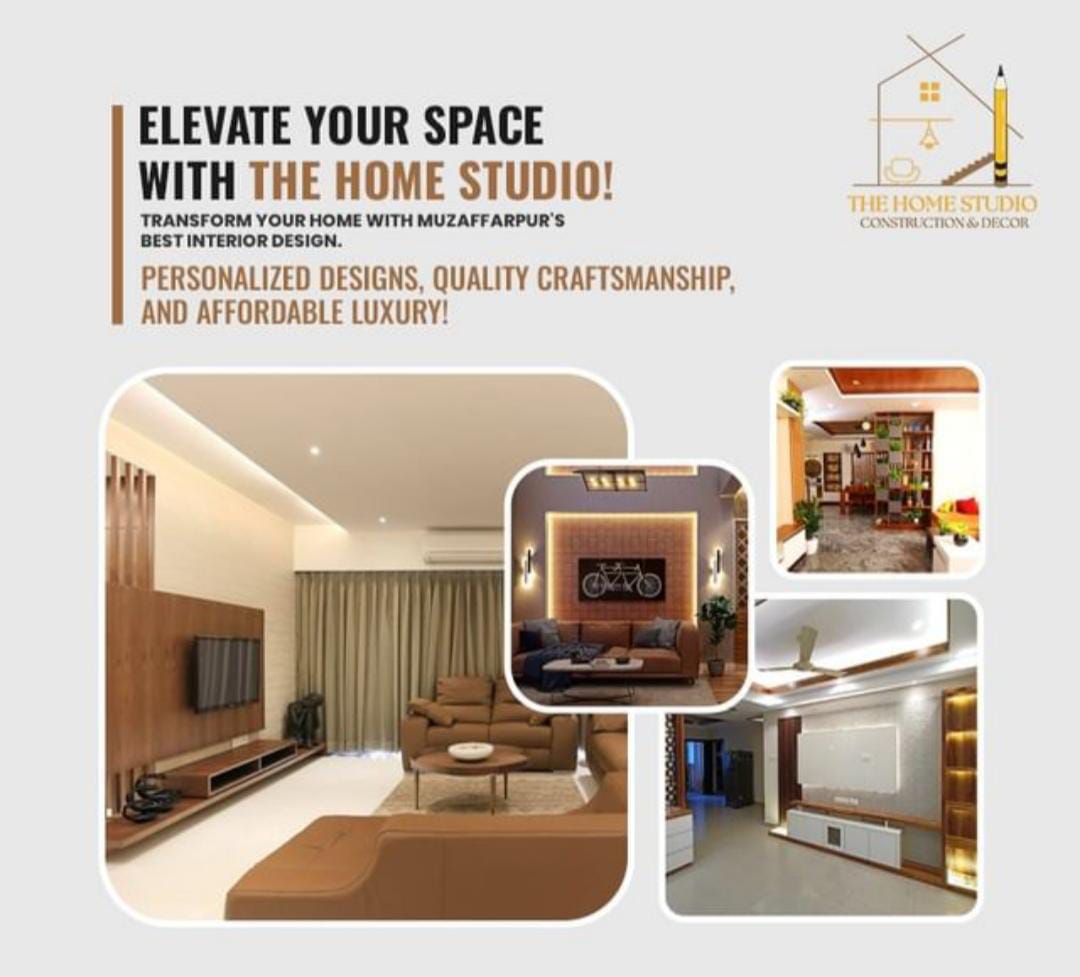 ELEVATE YOUR SPACE
WITH THE HOME STUDIO!
TRANSFORM YOUR HOME WITH MUZAFFARPUR'S
BEST INTERIOR DESIGN.
PERSONALIZED DESIGNS, QUALITY CRAFTSMANSHIP,
AND AFFORDABLE LUXURY!
THE HOME STUDIO
CONSTRUCTION & DECOR